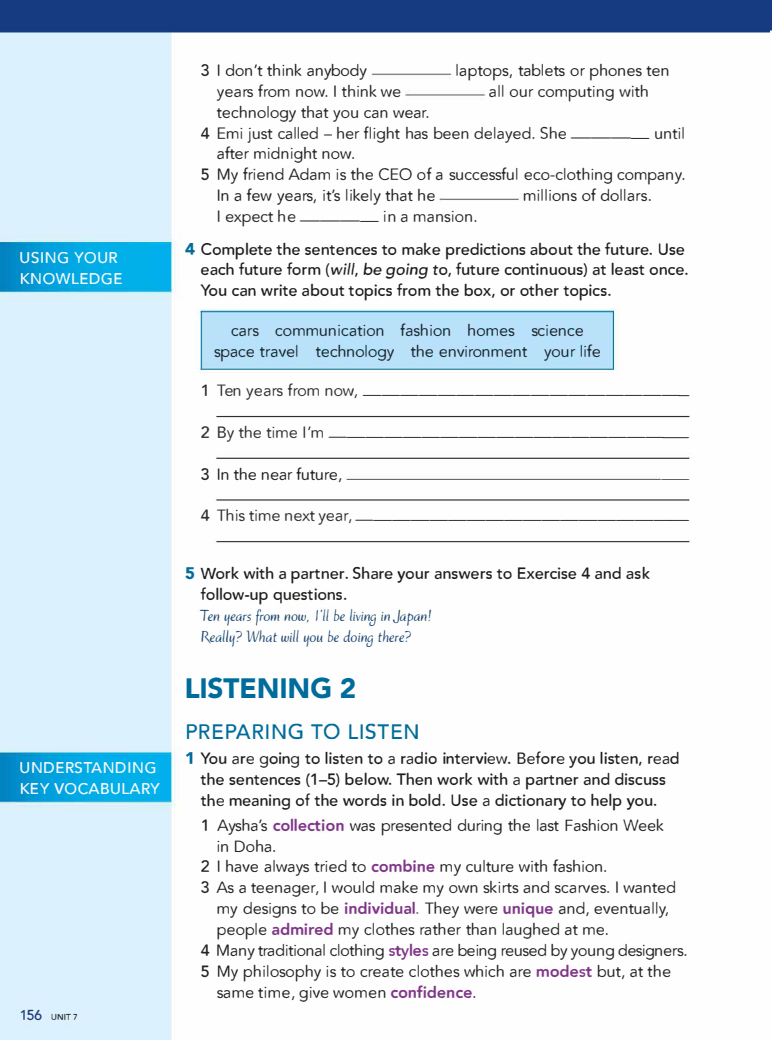 3 I don't think anybody __________ laptops, tablets or phones ten
years from now. I think we __________ all our computing with
technology that you can wear.
4 Emi just called – her flight has been delayed. She __________ until
after midnight now.
5 My friend Adam is the CEO of a successful eco-clothing company.
In a few years, it's likely that he __________ millions of dollars.
I expect he __________ in a mansion.
USING YOUR
KNOWLEDGE
4 Complete the sentences to make predictions about the future. Use
each future form (will, be going to, future continuous) at least once.
You can write about topics from the box, or other topics.
cars communication fashion homes science
space travel technology the environment your life
1 Ten years from now, __________
2 By the time I'm __________
3 In the near future, __________
4 This time next year, __________
5 Work with a partner. Share your answers to Exercise 4 and ask
follow-up questions.
Ten years from now, I'll be living in Japan!
Really? What will you be doing there?
LISTENING 2
PREPARING TO LISTEN
UNDERSTANDING
KEY VOCABULARY
1 You are going to listen to a radio interview. Before you listen, read
the sentences (1–5) below. Then work with a partner and discuss
the meaning of the words in bold. Use a dictionary to help you.
1 Aysha's collection was presented during the last Fashion Week
in Doha.
2 I have always tried to combine my culture with fashion.
3 As a teenager, I would make my own skirts and scarves. I wanted
my designs to be individual. They were unique and, eventually,
people admired my clothes rather than laughed at me.
4 Many traditional clothing styles are being reused by young designers.
5 My philosophy is to create clothes which are modest but, at the
same time, give women confidence.
156 UNIT 7